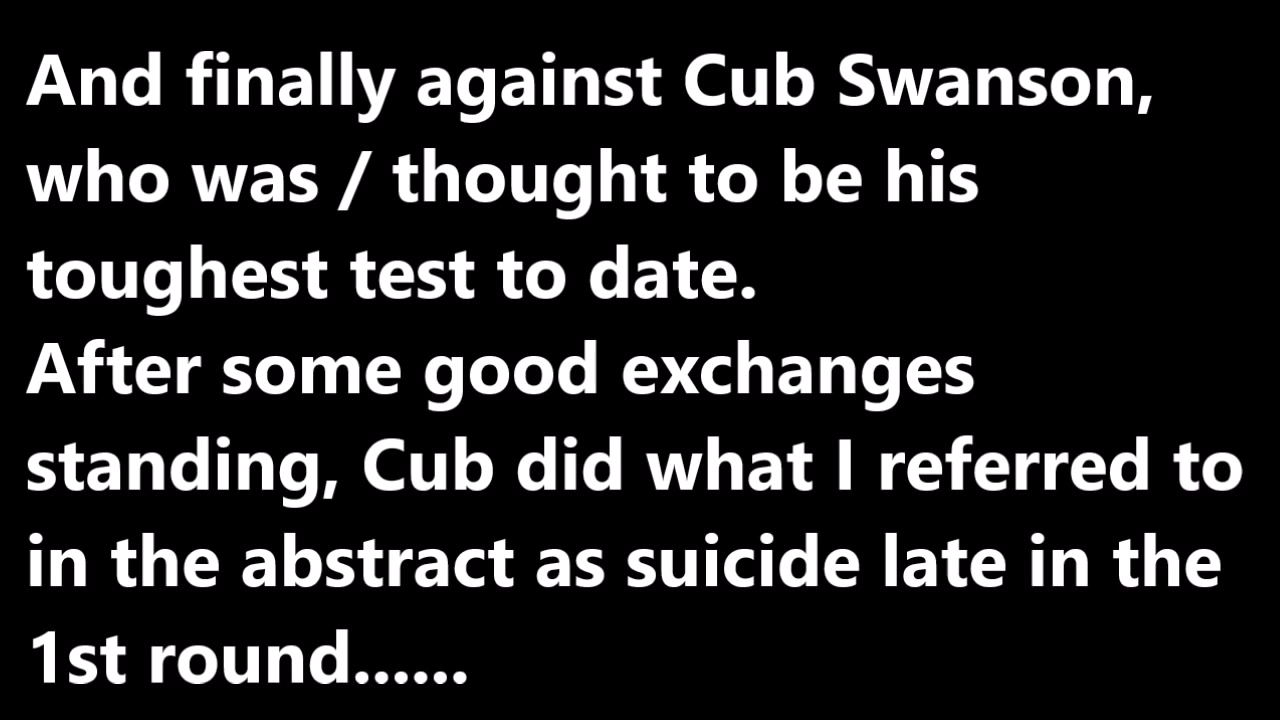 And finally against Cub Swanson,
who was / thought to be his
toughest test to date.
After some good exchanges
standing, Cub did what I referred to
in the abstract as suicide late in the
1st round......